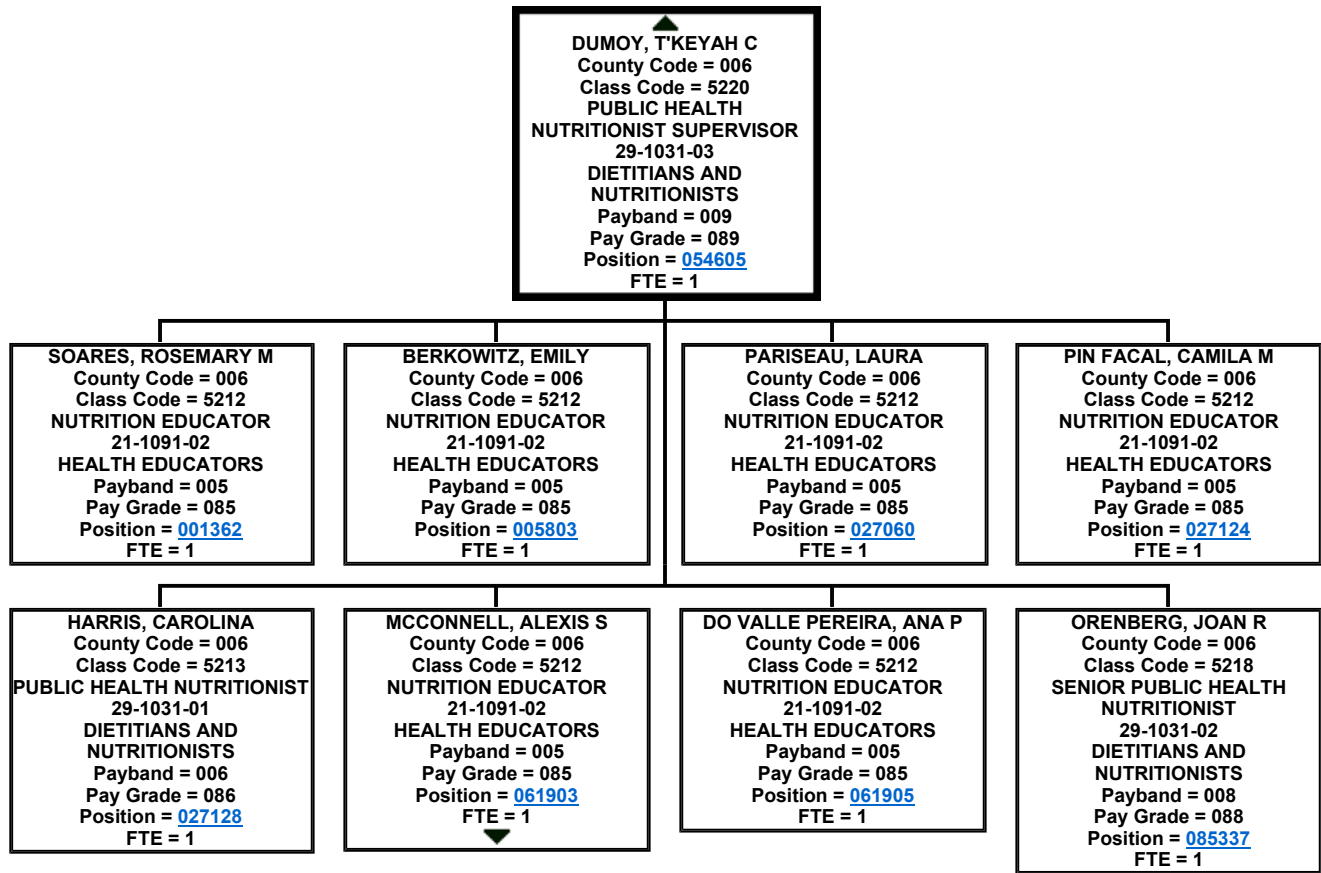 DUMOY, T'KEYAH C
County Code = 006
Class Code = 5220
PUBLIC HEALTH
NUTRITIONIST SUPERVISOR
29-1031-03
DIETITIANS AND
NUTRITIONISTS
Payband = 009
Pay Grade = 089
Position = 054605
FTE = 1
SOARES, ROSEMARY M
County Code = 006
Class Code = 5212
NUTRITION EDUCATOR
21-1091-02
HEALTH EDUCATORS
Payband = 005
Pay Grade = 085
Position = 001362
FTE = 1
BERKOWITZ, EMILY
County Code = 006
Class Code = 5212
NUTRITION EDUCATOR
21-1091-02
HEALTH EDUCATORS
Payband = 005
Pay Grade = 085
Position = 005803
FTE = 1
PARISEAU, LAURA
County Code = 006
Class Code = 5212
NUTRITION EDUCATOR
21-1091-02
HEALTH EDUCATORS
Payband = 005
Pay Grade = 085
Position = 027060
FTE = 1
PIN FACAL, CAMILA M
County Code = 006
Class Code = 5212
NUTRITION EDUCATOR
21-1091-02
HEALTH EDUCATORS
Payband = 005
Pay Grade = 085
Position = 027124
FTE = 1
HARRIS, CAROLINA
County Code = 006
Class Code = 5213
PUBLIC HEALTH NUTRITIONIST
29-1031-01
DIETITIANS AND
NUTRITIONISTS
Payband = 006
Pay Grade = 086
Position = 027128
FTE = 1
MCCONNELL, ALEXIS S
County Code = 006
Class Code = 5212
NUTRITION EDUCATOR
21-1091-02
HEALTH EDUCATORS
Payband = 005
Pay Grade = 085
Position = 061903
FTE = 1
DO VALLE PEREIRA, ANA P
County Code = 006
Class Code = 5212
NUTRITION EDUCATOR
21-1091-02
HEALTH EDUCATORS
Payband = 005
Pay Grade = 085
Position = 061905
FTE = 1
ORENBERG, JOAN R
County Code = 006
Class Code = 5218
SENIOR PUBLIC HEALTH
NUTRITIONIST
29-1031-02
DIETITIANS AND
NUTRITIONISTS
Payband = 008
Pay Grade = 088
Position = 085337
FTE = 1